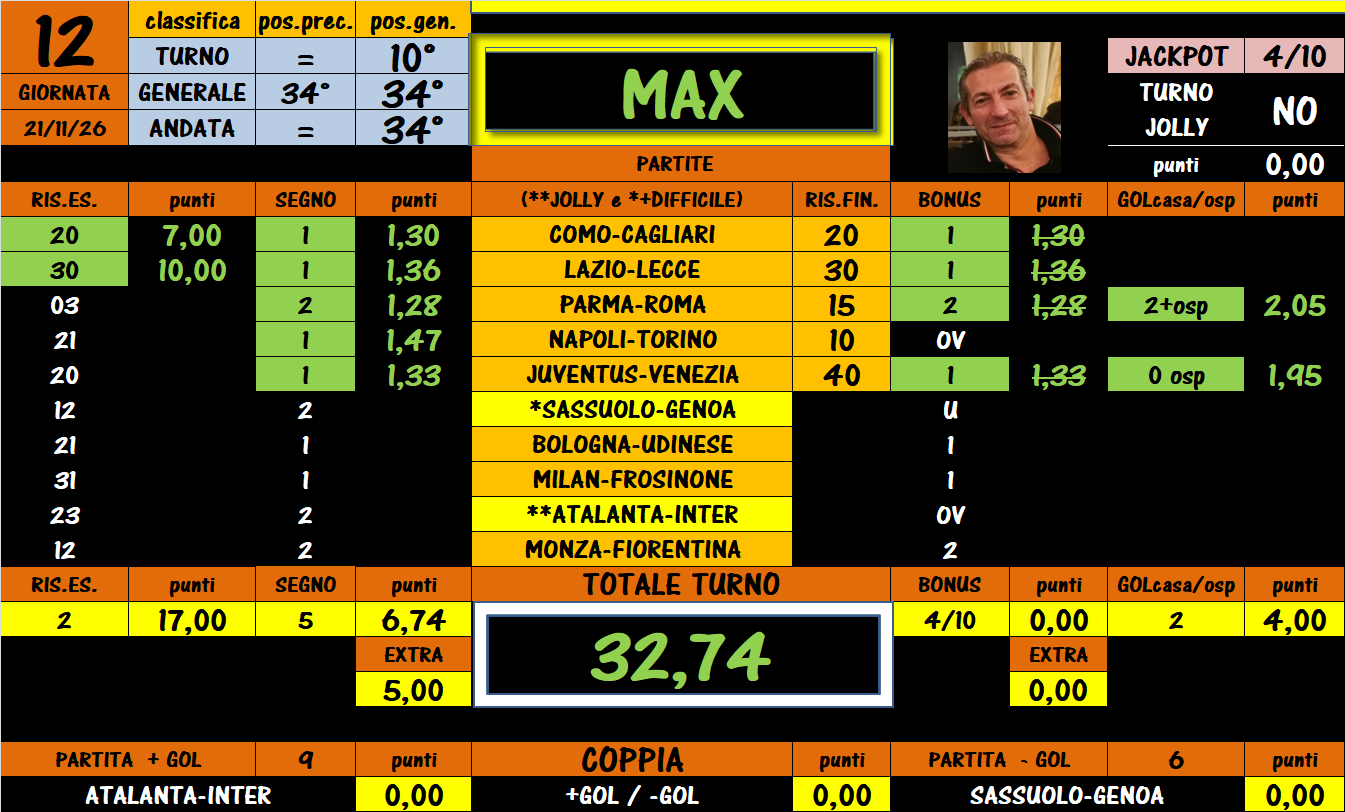 12 classifica pos.prec. pos.gen.
TURNO = 10°
MAX
JACKPOT 4/10
GIORNATA GENERALE 34° 34°
TURNO JOLLY NO
21/11/26 ANDATA = 34°
PARTITE
punti 0,00
RIS.ES. punti SEGNO punti (**JOLLY e *+DIFFICILE) RIS.FIN. BONUS punti GOLcasa/osp punti
20 7,00 1 1,30 COMO-CAGLIARI 20 1 1,30
30 10,00 1 1,36 LAZIO-LECCE 30 1 1,36
03 2 1,28 PARMA-ROMA 15 2 1,28 2+osp 2,05
21 1 1,47 NAPOLI-TORINO 10 OV
20 1 1,33 JUVENTUS-VENEZIA 40 1 1,33 0 osp 1,95
12 2 *SASSUOLO-GENOA U
21 1 BOLOGNA-UDINESE 1
31 1 MILAN-FROSINONE 1
23 2 **ATALANTA-INTER OV
12 2 MONZA-FIORENTINA 2
RIS.ES. punti SEGNO punti TOTALE TURNO BONUS punti GOLcasa/osp punti
2 17,00 5 6,74 32,74 4/10 0,00 2 4,00
EXTRA EXTRA
5,00 0,00
PARTITA + GOL 9 punti COPPIA punti PARTITA - GOL 6 punti
ATALANTA-INTER 0,00 +GOL / -GOL 0,00 SASSUOLO-GENOA 0,00